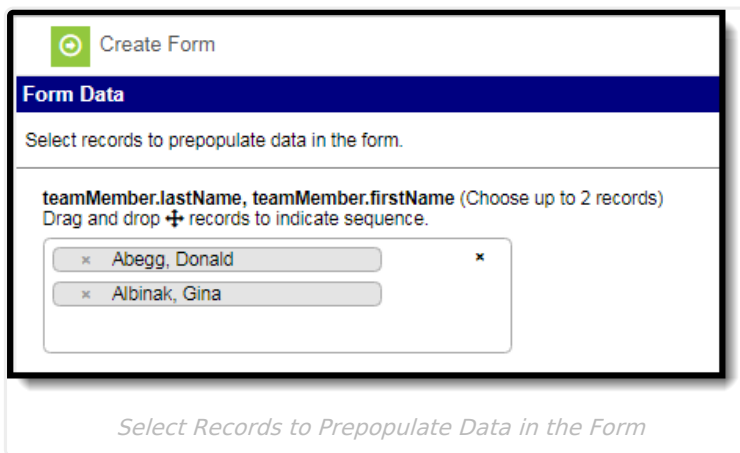 Create Form
Form Data
Select records to prepopulate data in the form.
teamMember.lastName, teamMember.firstName (Choose up to 2 records)
Drag and drop ✥ records to indicate sequence.
× Abegg, Donald ×
× Albinak, Gina
Select Records to Prepopulate Data in the Form